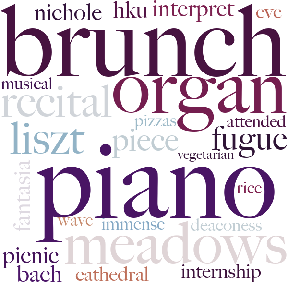 nichole hku interpret eve
brunch
musical organ
recital pizzas attended
liszt piece fugue
vegetarian
fantasia piano rice
wave immense deaconess
picnic meadows
bach cathedral internship